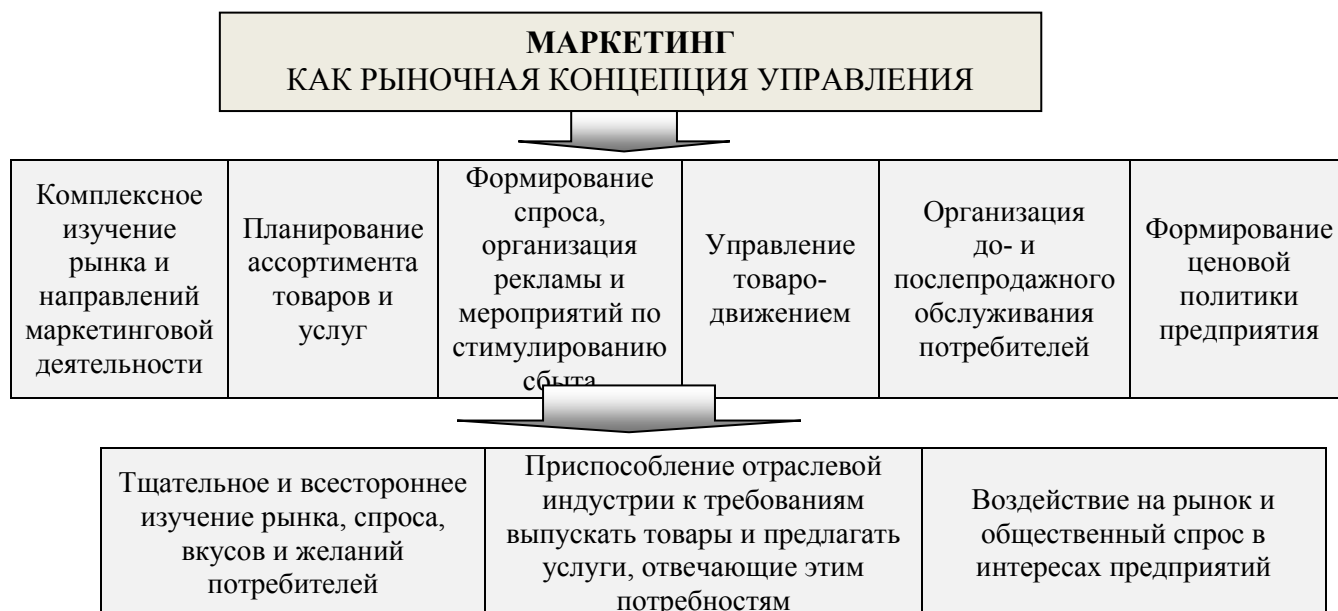 МАРКЕТИНГ
КАК РЫНОЧНАЯ КОНЦЕПЦИЯ УПРАВЛЕНИЯ
Комплексное
изучение
рынка и
направлений
маркетинговой
деятельности
Планирование
ассортимента
товаров и
услуг
Формирование
спроса,
организация
рекламы и
мероприятий по
стимулированию
сбыта
Управление
товаро-
движением
Организация
до- и
послепродажного
обслуживания
потребителей
Формирование
ценовой
политики
предприятия
Тщательное и всестороннее
изучение рынка, спроса,
вкусов и желаний
потребителей
Приспособление отраслевой
индустрии к требованиям
выпускать товары и предлагать
услуги, отвечающие этим
потребностям
Воздействие на рынок и
общественный спрос в
интересах предприятий